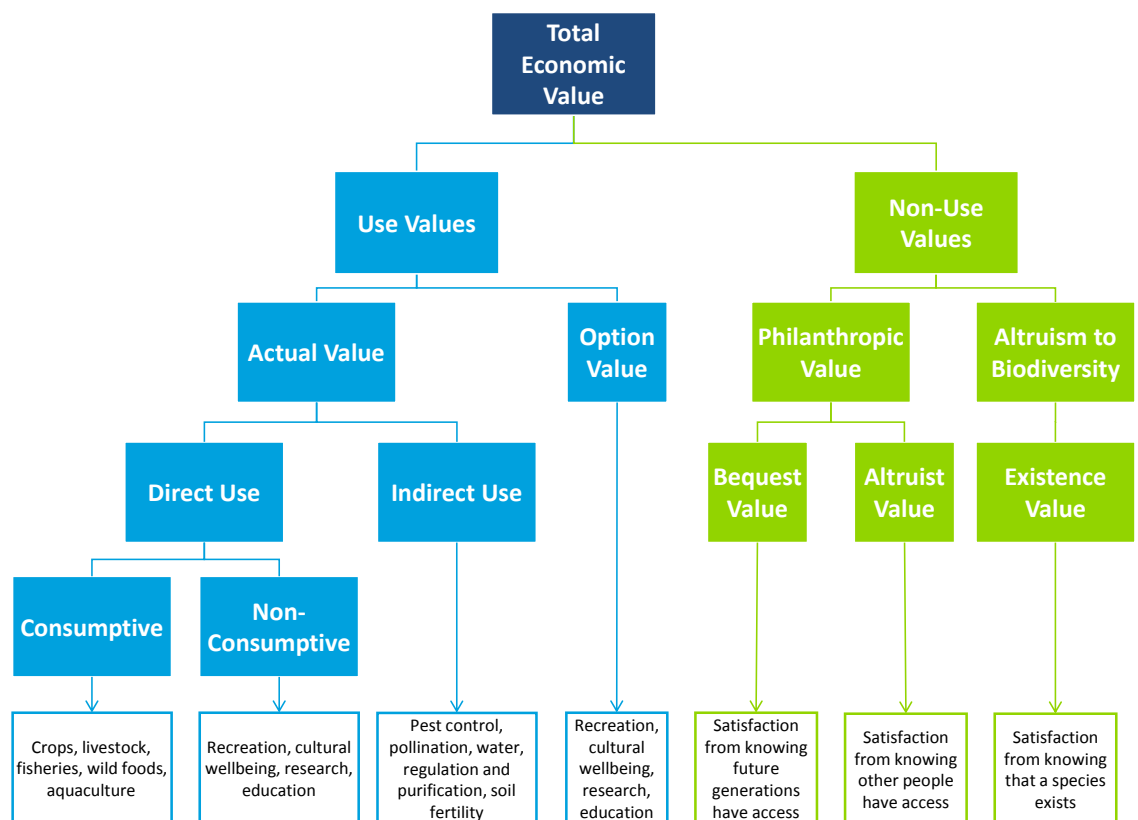 Total
Economic
Value
Use Values
Non-Use
Values
Actual Value
Option
Value
Philanthropic
Value
Altruism to
Biodiversity
Direct Use
Indirect Use
Bequest
Value
Altruist
Value
Existence
Value
Consumptive
Non-
Consumptive
Crops, livestock,
fisheries, wild foods,
aquaculture
Recreation, cultural
wellbeing, research,
education
Pest control,
pollination, water,
regulation and
purification, soil
fertility
Recreation,
cultural
wellbeing,
research,
education
Satisfaction
from knowing
future
generations
have access
Satisfaction
from knowing
other people
have access
Satisfaction
from knowing
that a species
exists